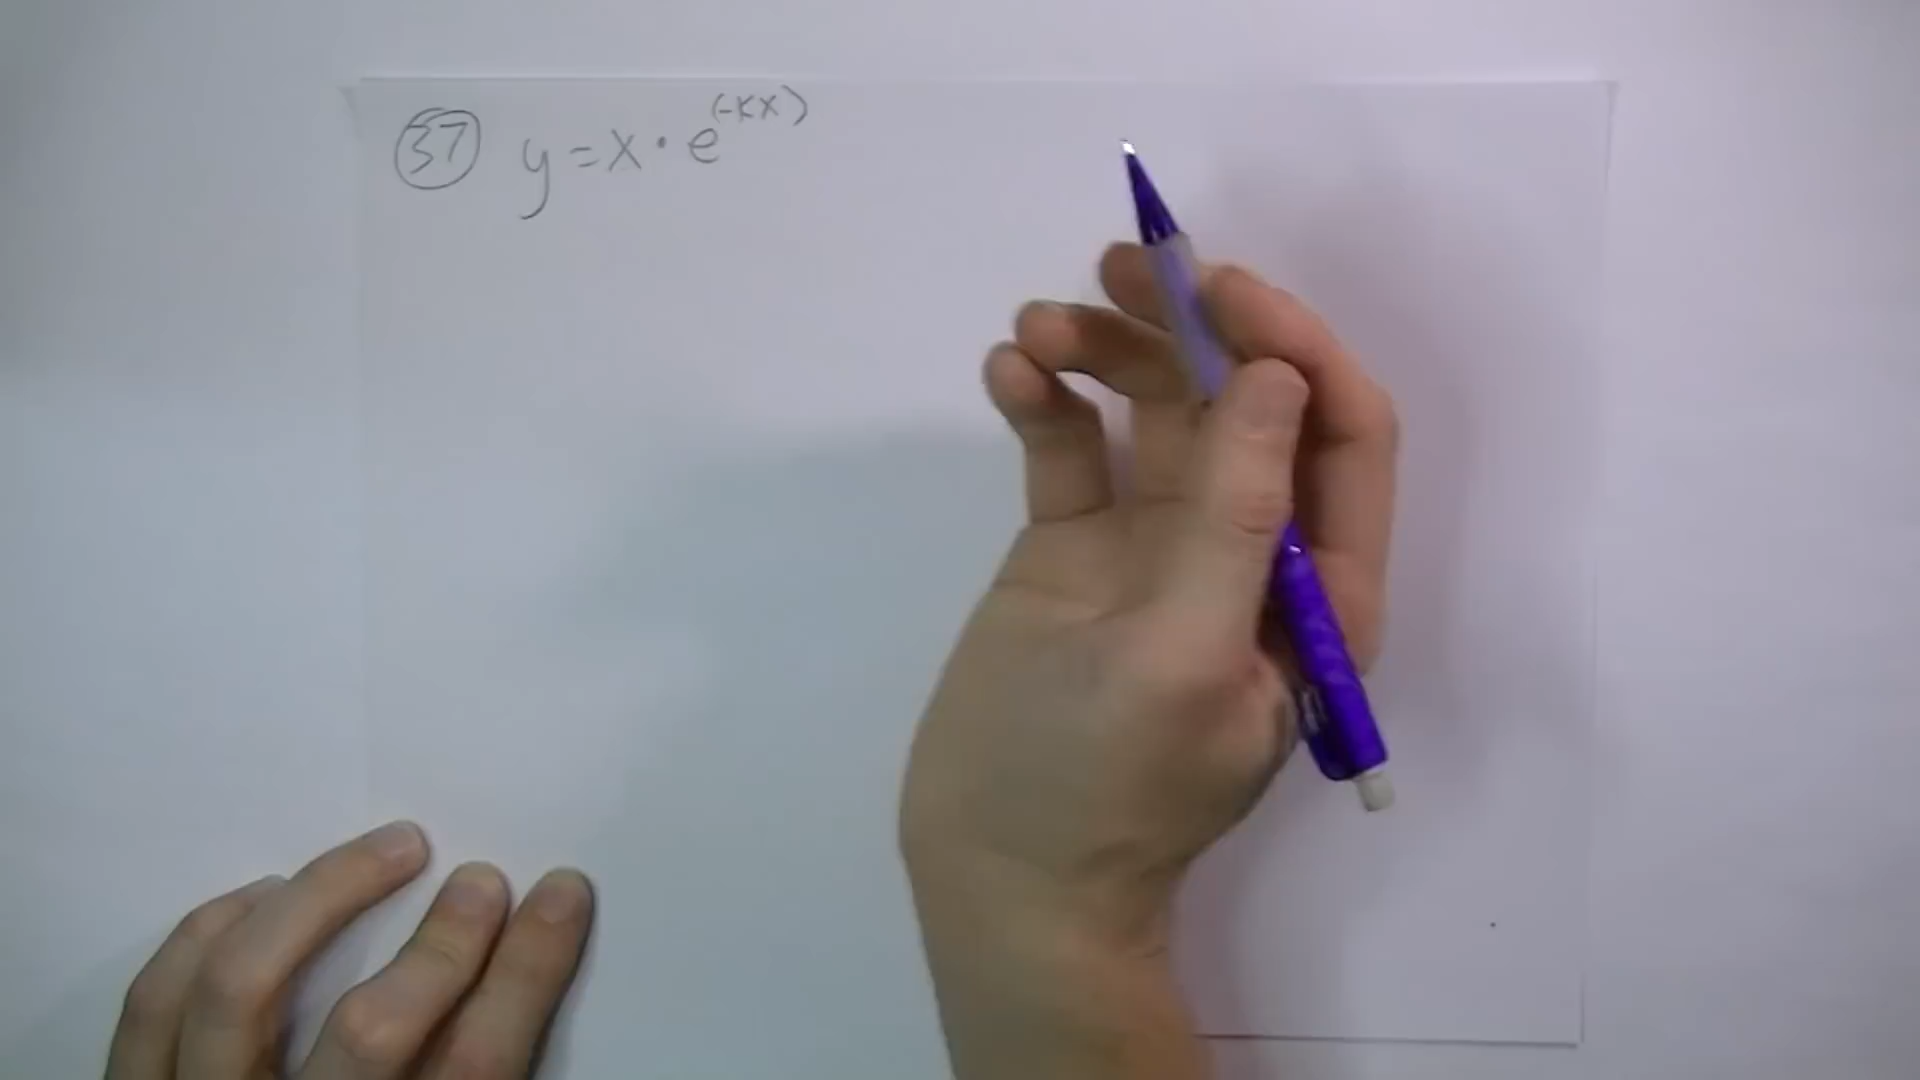 37 y = x · e^(-kx)